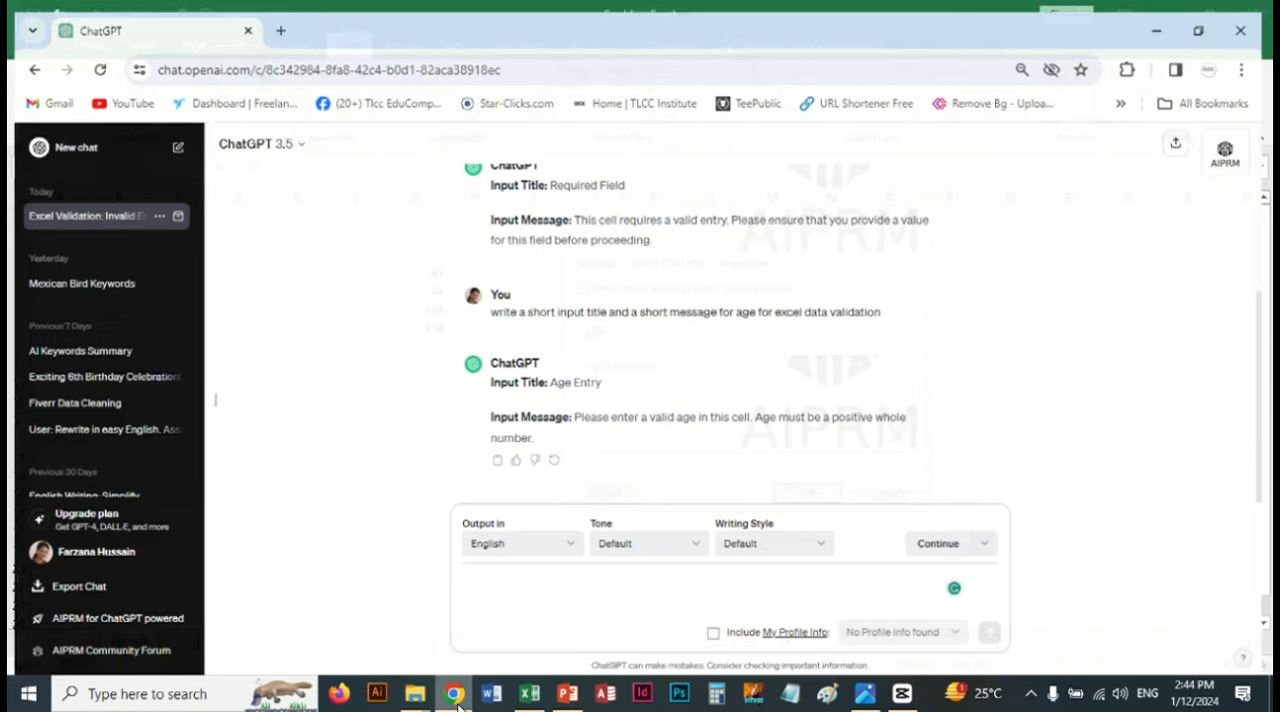 ChatGPT
chat.openai.com/c/8c342984-8fa8-42c4-b0d1-82aca38918ec
Gmail YouTube Dashboard | Freelan... (20+) Tlcc EduComp... Star-Clicks.com Home | TLCC Institute TeePublic URL Shortener Free Remove Bg - Uploa... » All Bookmarks
New chat
ChatGPT 3.5
AIPRM
Today
Excel Validation: Invalid E
Yesterday
Mexican Bird Keywords
Previous 7 Days
AI Keywords Summary
Exciting 6th Birthday Celebration!
Fiverr Data Cleaning
User: Rewrite in easy English. Ass
Previous 30 Days
English Writing: Simplify
Upgrade plan
Get GPT-4, DALL·E, and more
Farzana Hussain
Export Chat
AIPRM for ChatGPT powered
AIPRM Community Forum
ChatGPT
Input Title: Required Field
Input Message: This cell requires a valid entry. Please ensure that you provide a value
for this field before proceeding.
You
write a short input title and a short message for age for excel data validation
ChatGPT
Input Title: Age Entry
Input Message: Please enter a valid age in this cell. Age must be a positive whole
number.
AIPRM
AIPRM
Output in Tone Writing Style
English Default Default Continue
Include My Profile Info: No Profile Info found
ChatGPT can make mistakes. Consider checking important information.
?
Type here to search
25°C
ENG
2:44 PM
1/12/2024